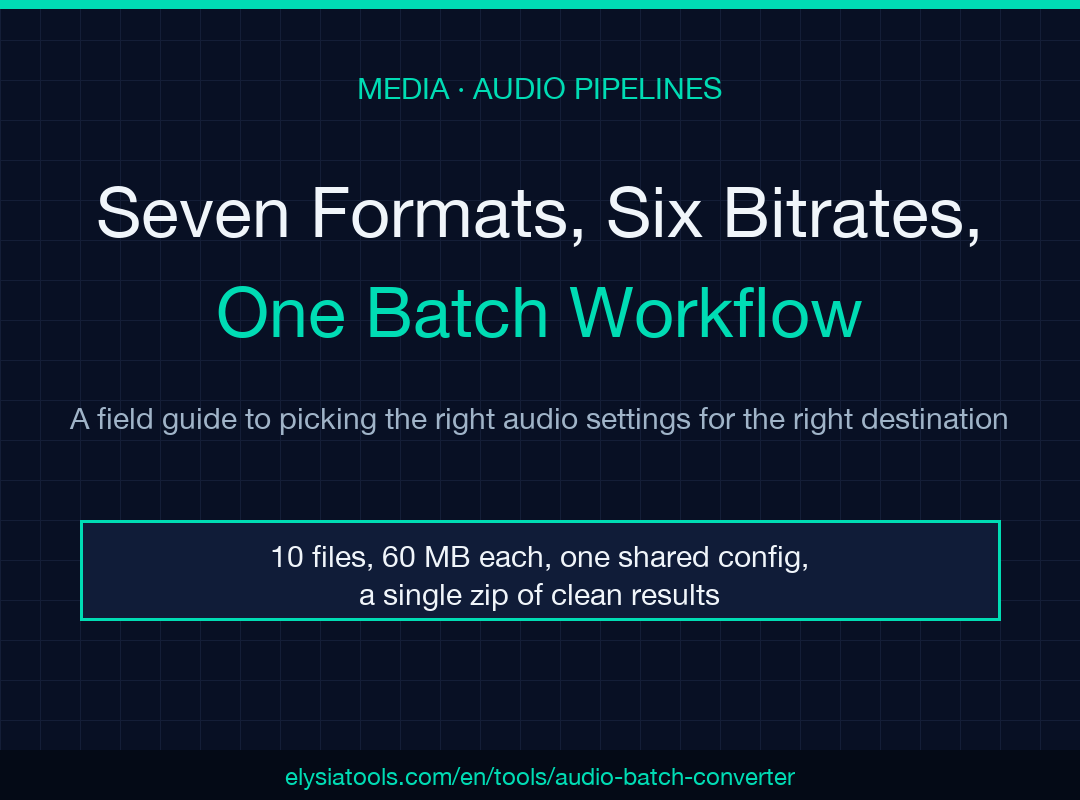 MEDIA · AUDIO PIPELINES
Seven Formats, Six Bitrates,
One Batch Workflow
A field guide to picking the right audio settings for the right destination
10 files, 60 MB each, one shared config,
a single zip of clean results
elysiatools.com/en/tools/audio-batch-converter